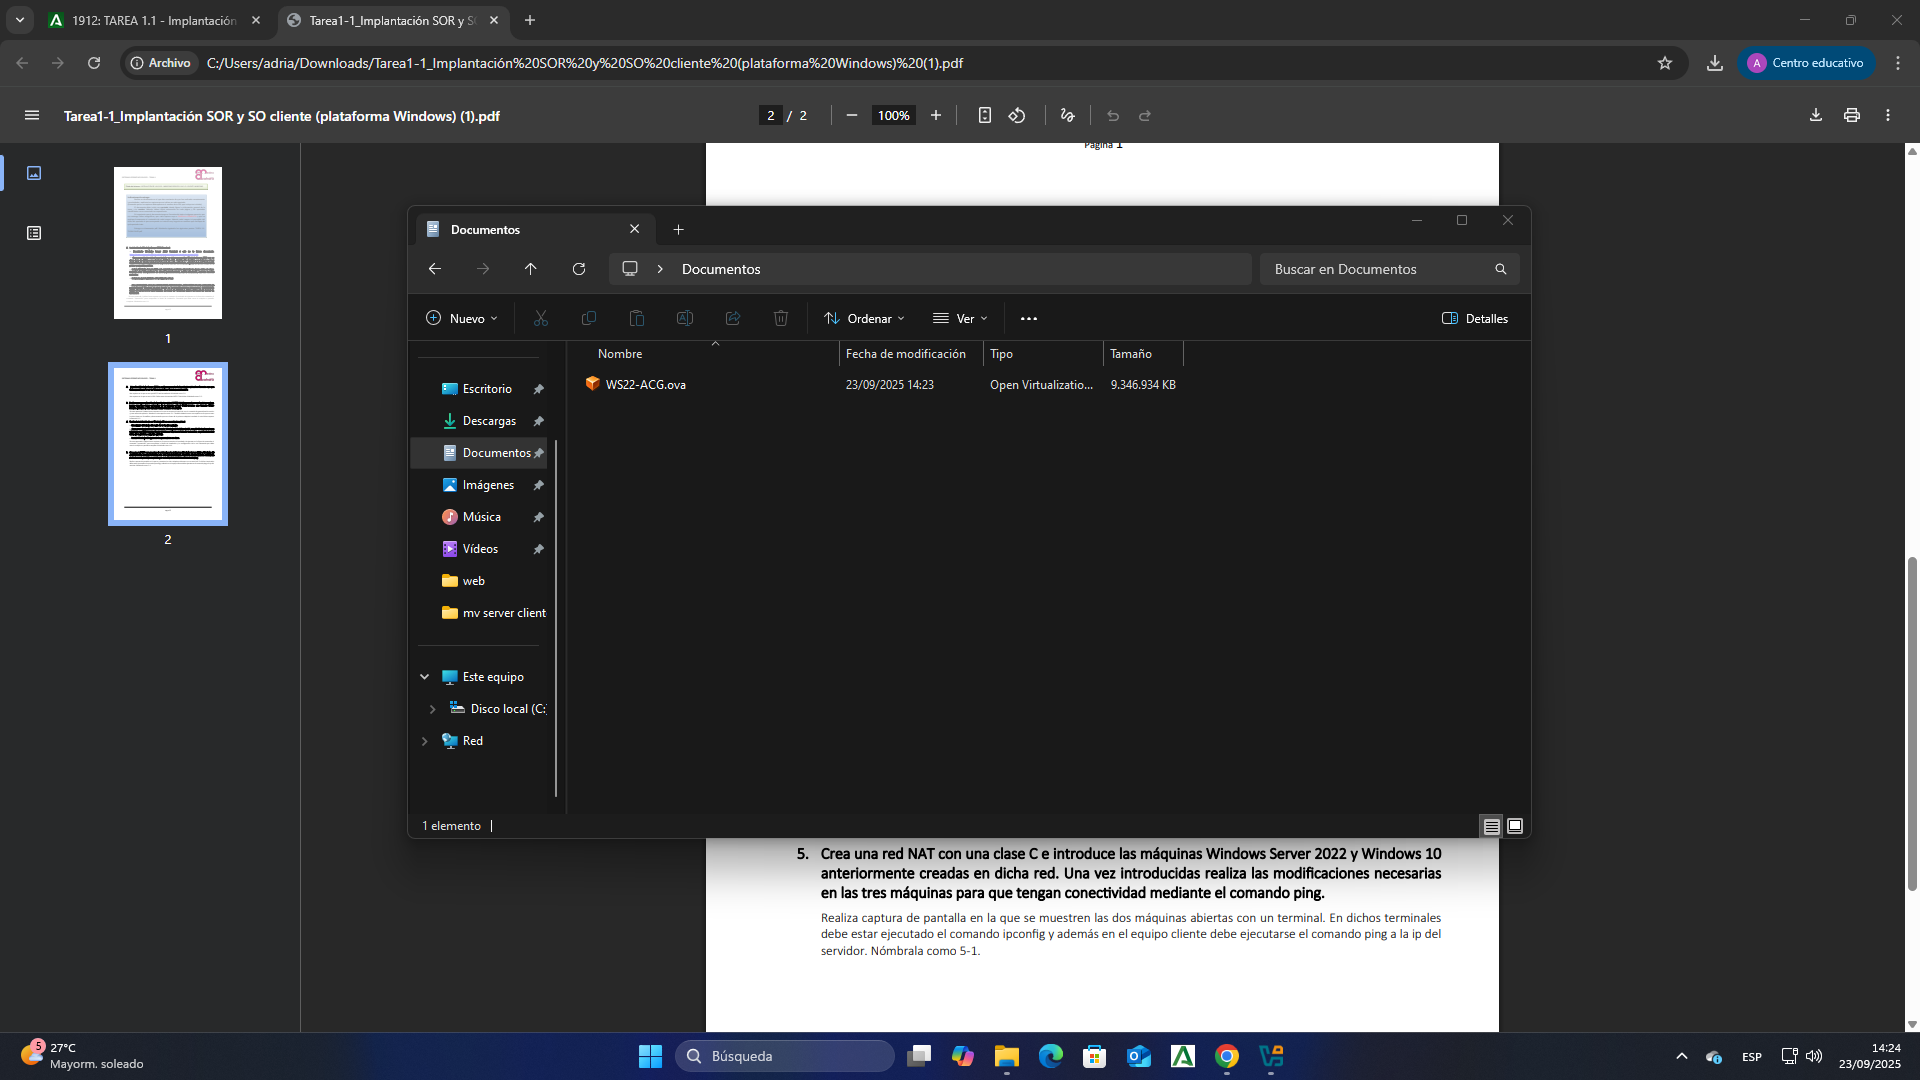 1912: TAREA 1.1 - Implantación
Tarea1-1_Implantación SOR y SO
Archivo
C:/Users/adria/Downloads/Tarea1-1_Implantación%20SOR%20y%20SO%20cliente%20(plataforma%20Windows)%20(1).pdf
A
Centro educativo
Tarea1-1_Implantación SOR y SO cliente (plataforma Windows) (1).pdf
2 / 2
100%
1
2
Página 1
Documentos
Documentos
Buscar en Documentos
Nuevo
Ordenar
Ver
Detalles
Nombre
Fecha de modificación
Tipo
Tamaño
WS22-ACG.ova
23/09/2025 14:23
Open Virtualizatio...
9.346.934 KB
Escritorio
Descargas
Documentos
Imágenes
Música
Vídeos
web
mv server client
Este equipo
Disco local (C:)
Red
1 elemento
5. Crea una red NAT con una clase C e introduce las máquinas Windows Server 2022 y Windows 10
anteriormente creadas en dicha red. Una vez introducidas realiza las modificaciones necesarias
en las tres máquinas para que tengan conectividad mediante el comando ping.
Realiza captura de pantalla en la que se muestren las dos máquinas abiertas con un terminal. En dichos terminales
debe estar ejecutado el comando ipconfig y además en el equipo cliente debe ejecutarse el comando ping a la ip del
servidor. Nómbrala como 5-1.
5
27°C
Mayorm. soleado
Búsqueda
ESP
14:24
23/09/2025